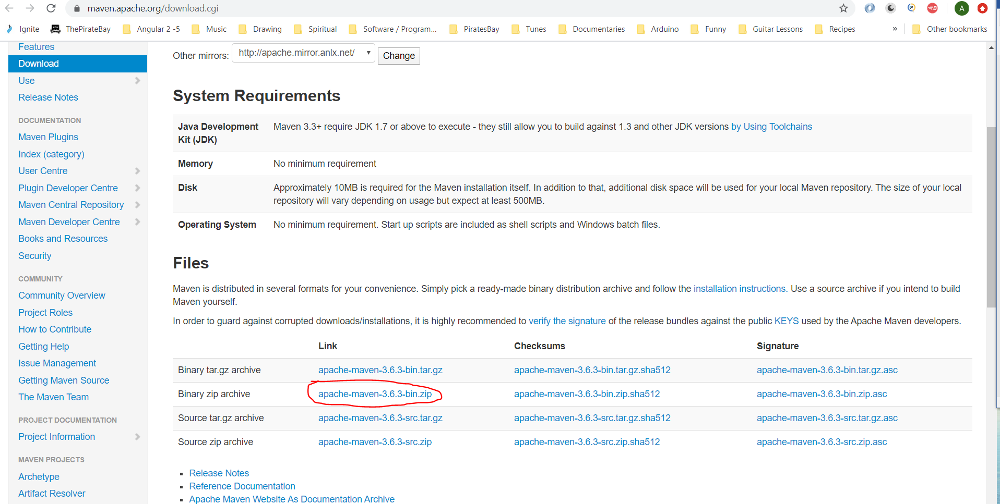 maven.apache.org/download.cgi
A
Ignite ThePirateBay Angular 2 -5 Music Drawing Spiritual Software / Program... PiratesBay Tunes Documentaries Arduino Funny Guitar Lessons Recipes » Other bookmarks
Features
Download
Use
Release Notes
DOCUMENTATION
Maven Plugins
Index (category)
User Centre
Plugin Developer Centre
Maven Central Repository
Maven Developer Centre
Books and Resources
Security
COMMUNITY
Community Overview
Project Roles
How to Contribute
Getting Help
Issue Management
Getting Maven Source
The Maven Team
PROJECT DOCUMENTATION
Project Information
MAVEN PROJECTS
Archetype
Artifact Resolver
Other mirrors: http://apache.mirror.anlx.net/ Change
System Requirements
Java Development Maven 3.3+ require JDK 1.7 or above to execute - they still allow you to build against 1.3 and other JDK versions by Using Toolchains
Kit (JDK)
Memory No minimum requirement
Disk Approximately 10MB is required for the Maven installation itself. In addition to that, additional disk space will be used for your local Maven repository. The size of your local
repository will vary depending on usage but expect at least 500MB.
Operating System No minimum requirement. Start up scripts are included as shell scripts and Windows batch files.
Files
Maven is distributed in several formats for your convenience. Simply pick a ready-made binary distribution archive and follow the installation instructions. Use a source archive if you intend to build
Maven yourself.
In order to guard against corrupted downloads/installations, it is highly recommended to verify the signature of the release bundles against the public KEYS used by the Apache Maven developers.
Link Checksums Signature
Binary tar.gz archive apache-maven-3.6.3-bin.tar.gz apache-maven-3.6.3-bin.tar.gz.sha512 apache-maven-3.6.3-bin.tar.gz.asc
Binary zip archive apache-maven-3.6.3-bin.zip apache-maven-3.6.3-bin.zip.sha512 apache-maven-3.6.3-bin.zip.asc
Source tar.gz archive apache-maven-3.6.3-src.tar.gz apache-maven-3.6.3-src.tar.gz.sha512 apache-maven-3.6.3-src.tar.gz.asc
Source zip archive apache-maven-3.6.3-src.zip apache-maven-3.6.3-src.zip.sha512 apache-maven-3.6.3-src.zip.asc
Release Notes
Reference Documentation
Apache Maven Website As Documentation Archive